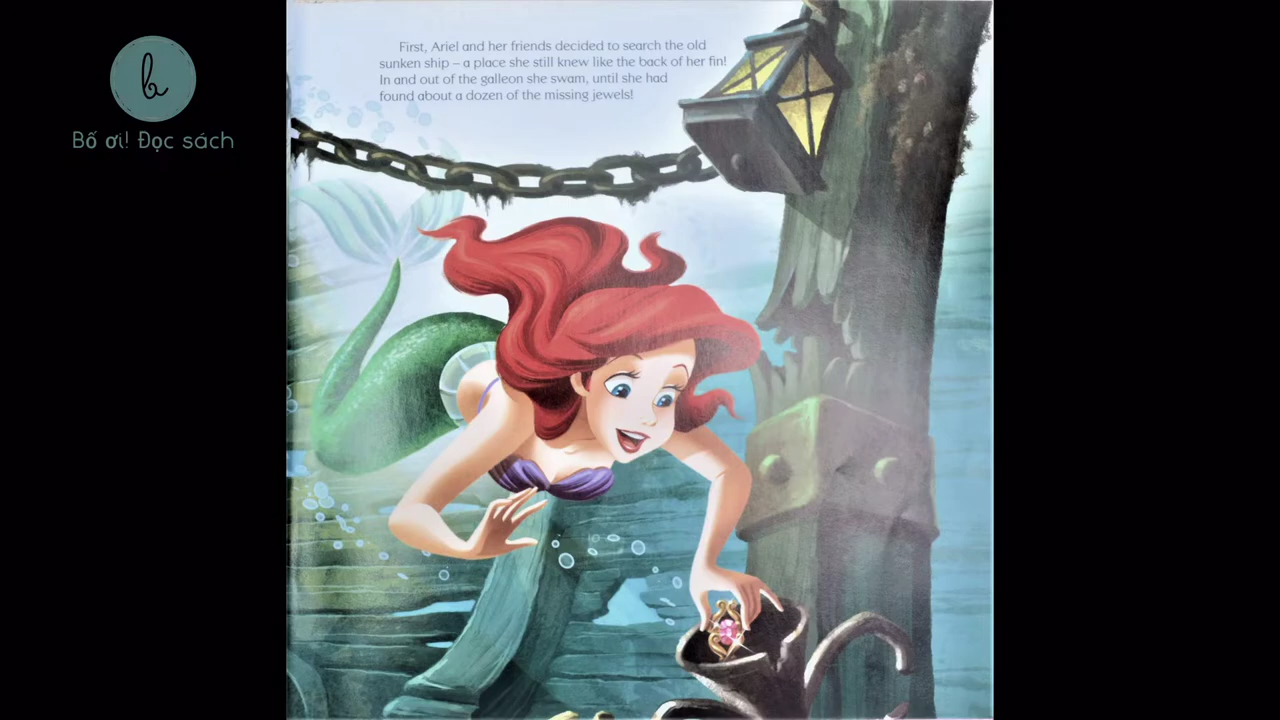 b
Bố ơi! Đọc sách
First, Ariel and her friends decided to search the old
sunken ship – a place she still knew like the back of her fin!
In and out of the galleon she swam, until she had
found about a dozen of the missing jewels!